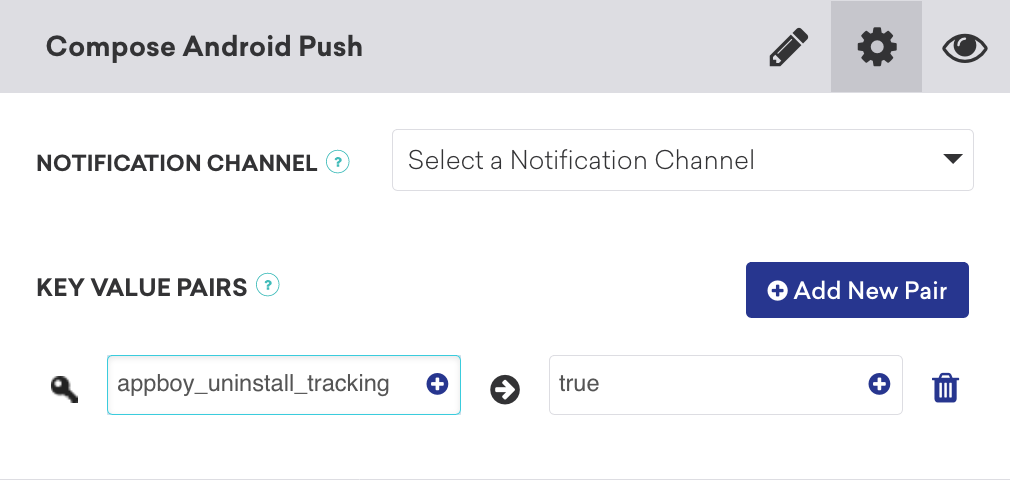 Compose Android Push
NOTIFICATION CHANNEL ?
Select a Notification Channel
KEY VALUE PAIRS ?
Add New Pair
appboy_uninstall_tracking
true